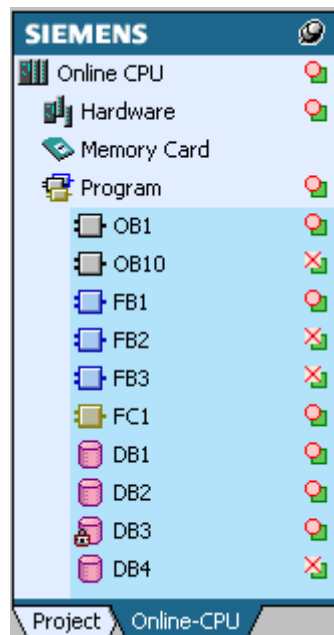 SIEMENS
Online CPU
Hardware
Memory Card
Program
OB1
OB10
FB1
FB2
FB3
FC1
DB1
DB2
DB3
DB4
Project Online-CPU